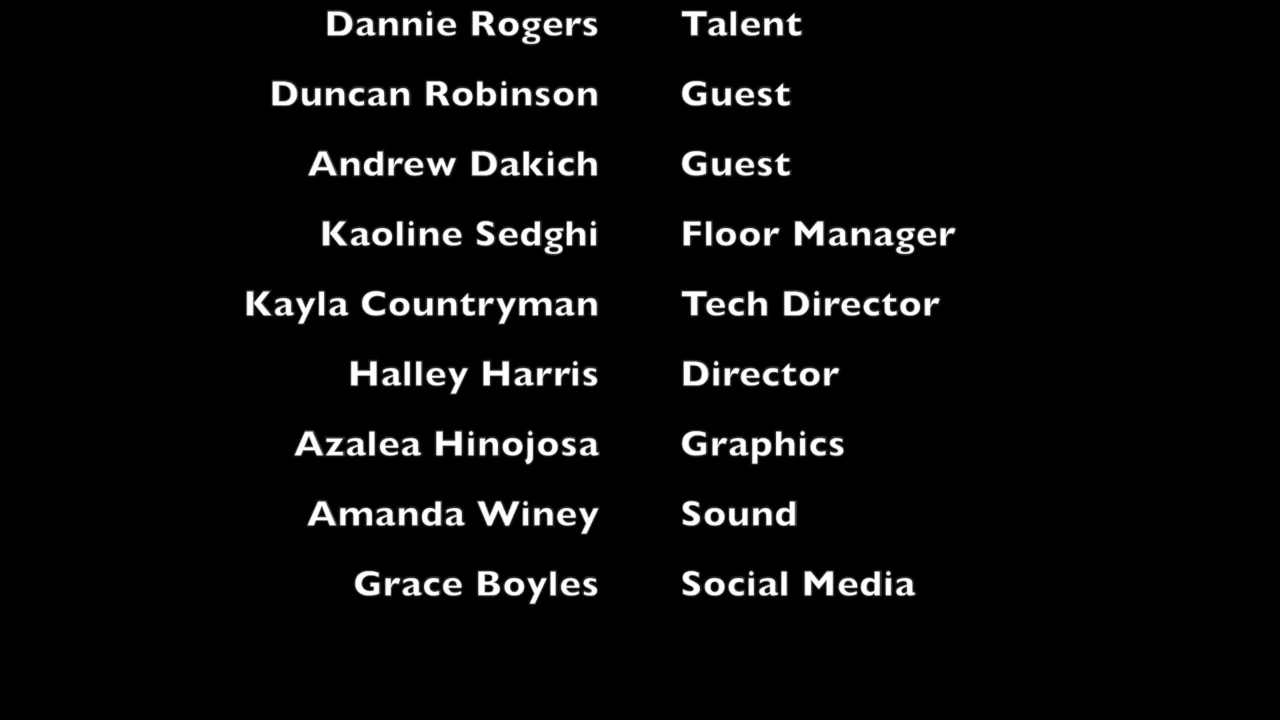 Dannie Rogers Talent
Duncan Robinson Guest
Andrew Dakich Guest
Kaoline Sedghi Floor Manager
Kayla Countryman Tech Director
Halley Harris Director
Azalea Hinojosa Graphics
Amanda Winey Sound
Grace Boyles Social Media